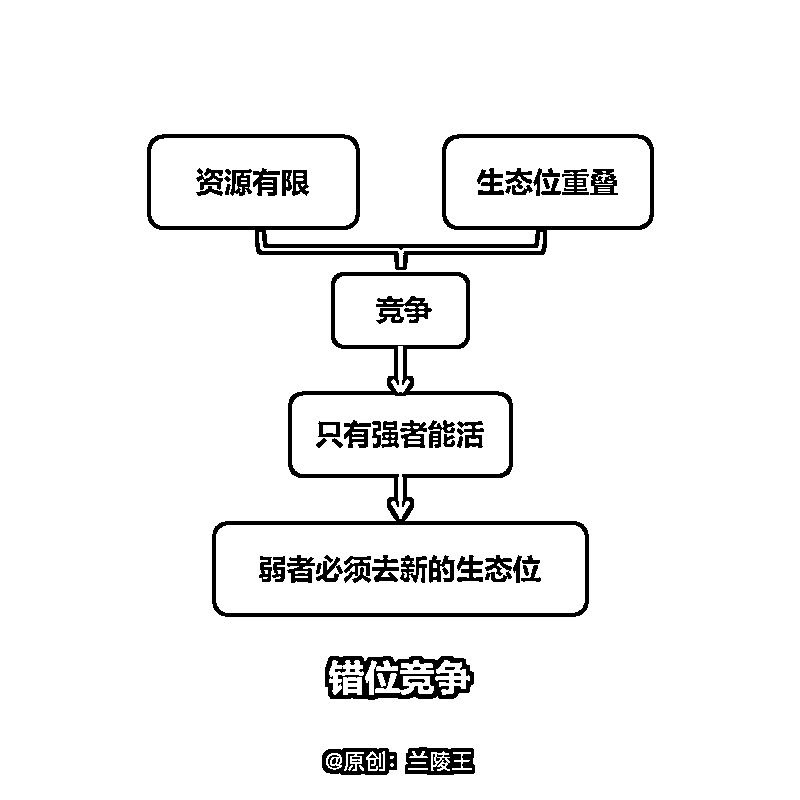 资源有限
生态位重叠
竞争
只有强者能活
弱者必须去新的生态位
错位竞争
@原创：兰陵王